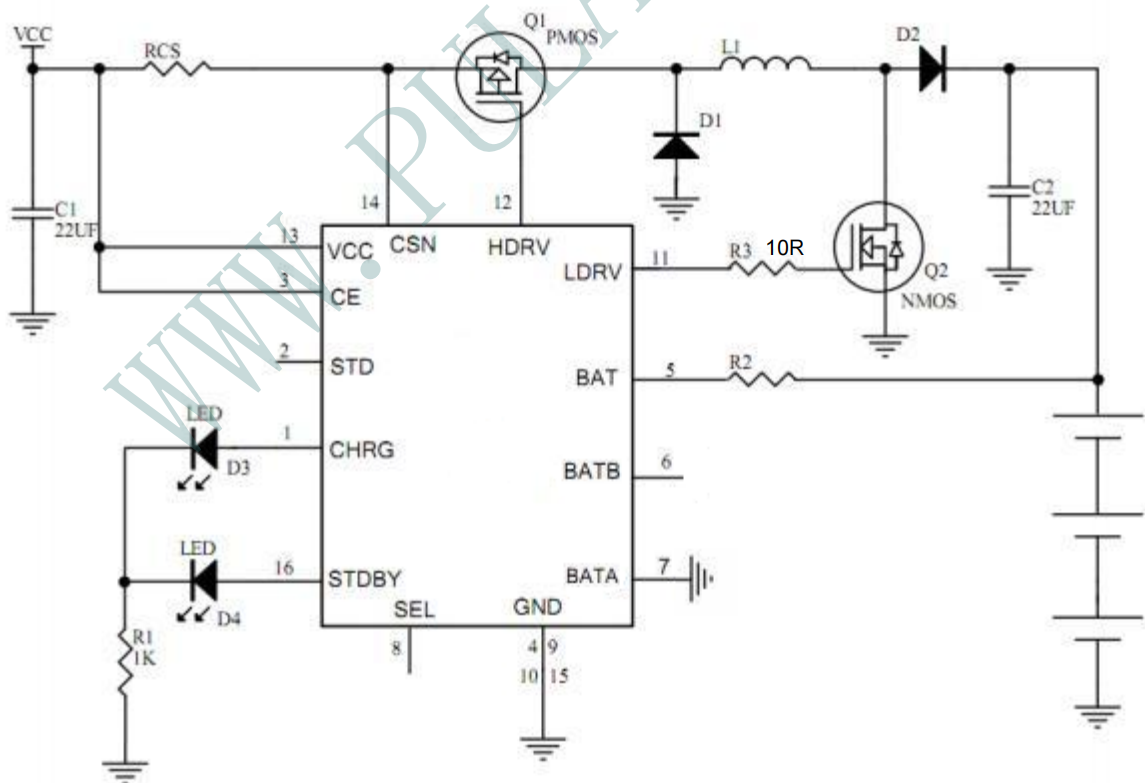 VCC
RCS
Q1
PMOS
L1
D2
D1
C1
22UF
C2
22UF
14
12
13
VCC
CSN
HDRV
3
CE
LDRV
11
R3
10R
Q2
NMOS
2
STD
BAT
5
R2
LED
1
CHRG
D3
BATB
6
LED
16
STDBY
D4
BATA
7
SEL
GND
8
4
9
10
15
R1
1K
WWW.PUL